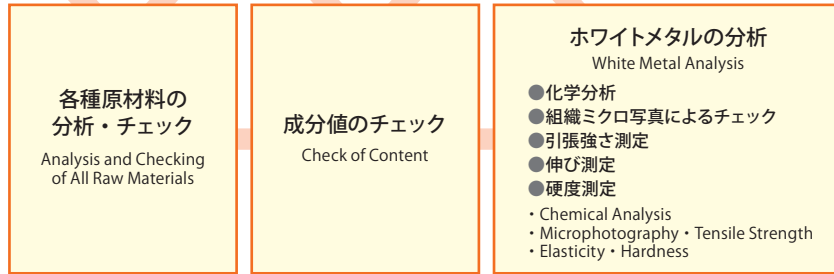 各種原材料の
分析・チェック
Analysis and Checking
of All Raw Materials
成分値のチェック
Check of Content
ホワイトメタルの分析
White Metal Analysis
●化学分析
●組織ミクロ写真によるチェック
●引張強さ測定
●伸び測定
●硬度測定
・Chemical Analysis
・Microphotography・Tensile Strength
・Elasticity・Hardness